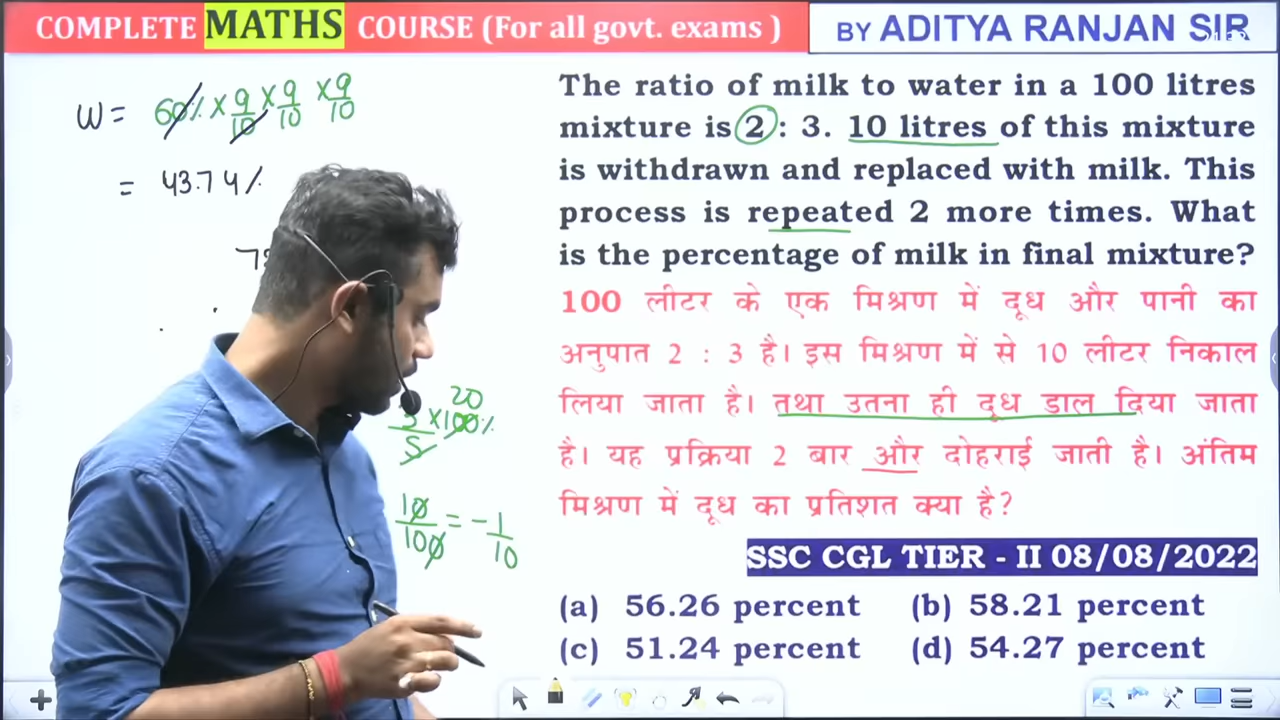 COMPLETE MATHS COURSE (For all govt. exams )
BY ADITYA RANJAN SIR
W = 60% × 9/10 × 9/10 × 9/10
= 43.74%
The ratio of milk to water in a 100 litres
mixture is 2 : 3. 10 litres of this mixture
is withdrawn and replaced with milk. This
process is repeated 2 more times. What
is the percentage of milk in final mixture?
100 लीटर के एक मिश्रण में दूध और पानी का
अनुपात 2 : 3 है। इस मिश्रण में से 10 लीटर निकाल
लिया जाता है। तथा उतना ही दूध डाल दिया जाता
है। यह प्रक्रिया 2 बार और दोहराई जाती है। अंतिम
मिश्रण में दूध का प्रतिशत क्या है?
20
3/5 × 100%
10/100 = -1/10
SSC CGL TIER - II 08/08/2022
(a) 56.26 percent (b) 58.21 percent
(c) 51.24 percent (d) 54.27 percent